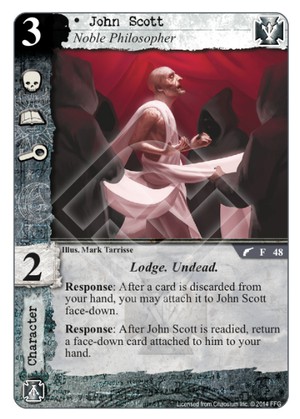 3
• John Scott
Noble Philosopher
Illus. Mark Tarrisse
F 48
2
Character
Lodge. Undead.
Response: After a card is discarded from
your hand, you may attach it to John Scott
face-down.
Response: After John Scott is readied, return
a face-down card attached to him to your
hand.
Licensed from Chaosium Inc. © 2014 FFG